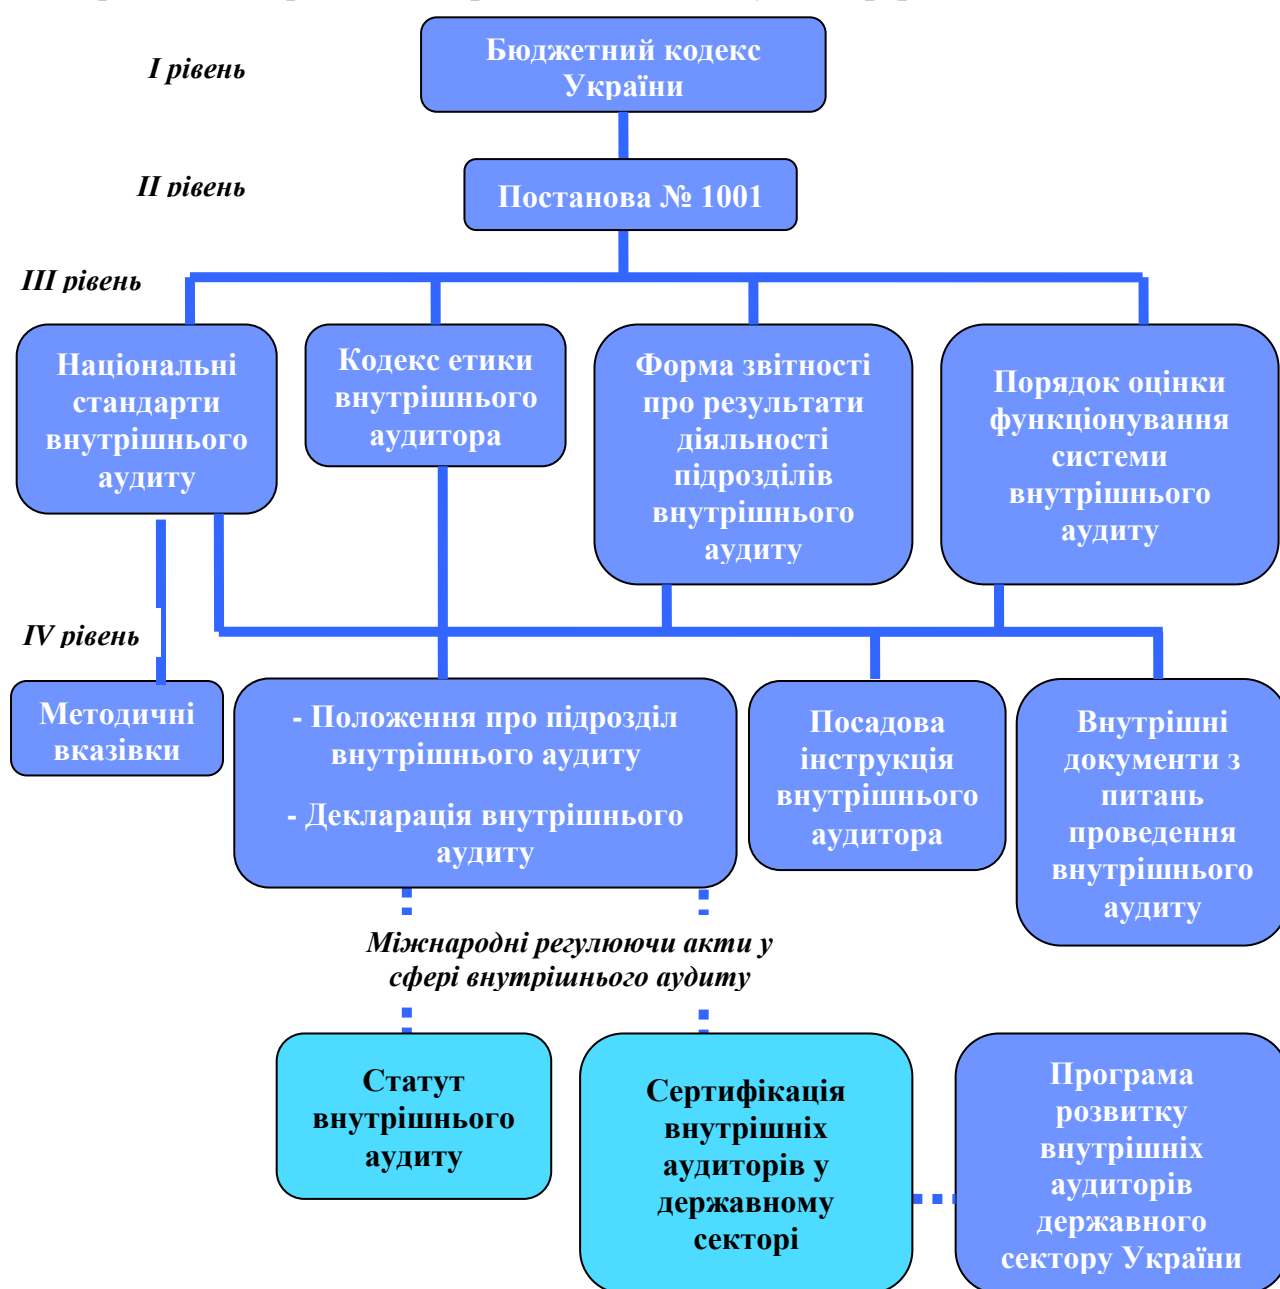 I рівень
Бюджетний кодекс
України
II рівень
Постанова № 1001
III рівень
Національні
стандарти
внутрішнього
аудиту
Кодекс етики
внутрішнього
аудитора
Форма звітності
про результати
діяльності
підрозділів
внутрішнього
аудиту
Порядок оцінки
функціонування
системи
внутрішнього
аудиту
IV рівень
Методичні
вказівки
- Положення про підрозділ
внутрішнього аудиту
- Декларація внутрішнього
аудиту
Посадова
інструкція
внутрішнього
аудитора
Внутрішні
документи з
питань
проведення
внутрішнього
аудиту
Міжнародні регулюючи акти у
сфері внутрішнього аудиту
Статут
внутрішнього
аудиту
Сертифікація
внутрішніх
аудиторів у
державному
секторі
Програма
розвитку
внутрішніх
аудиторів
державного
сектору України